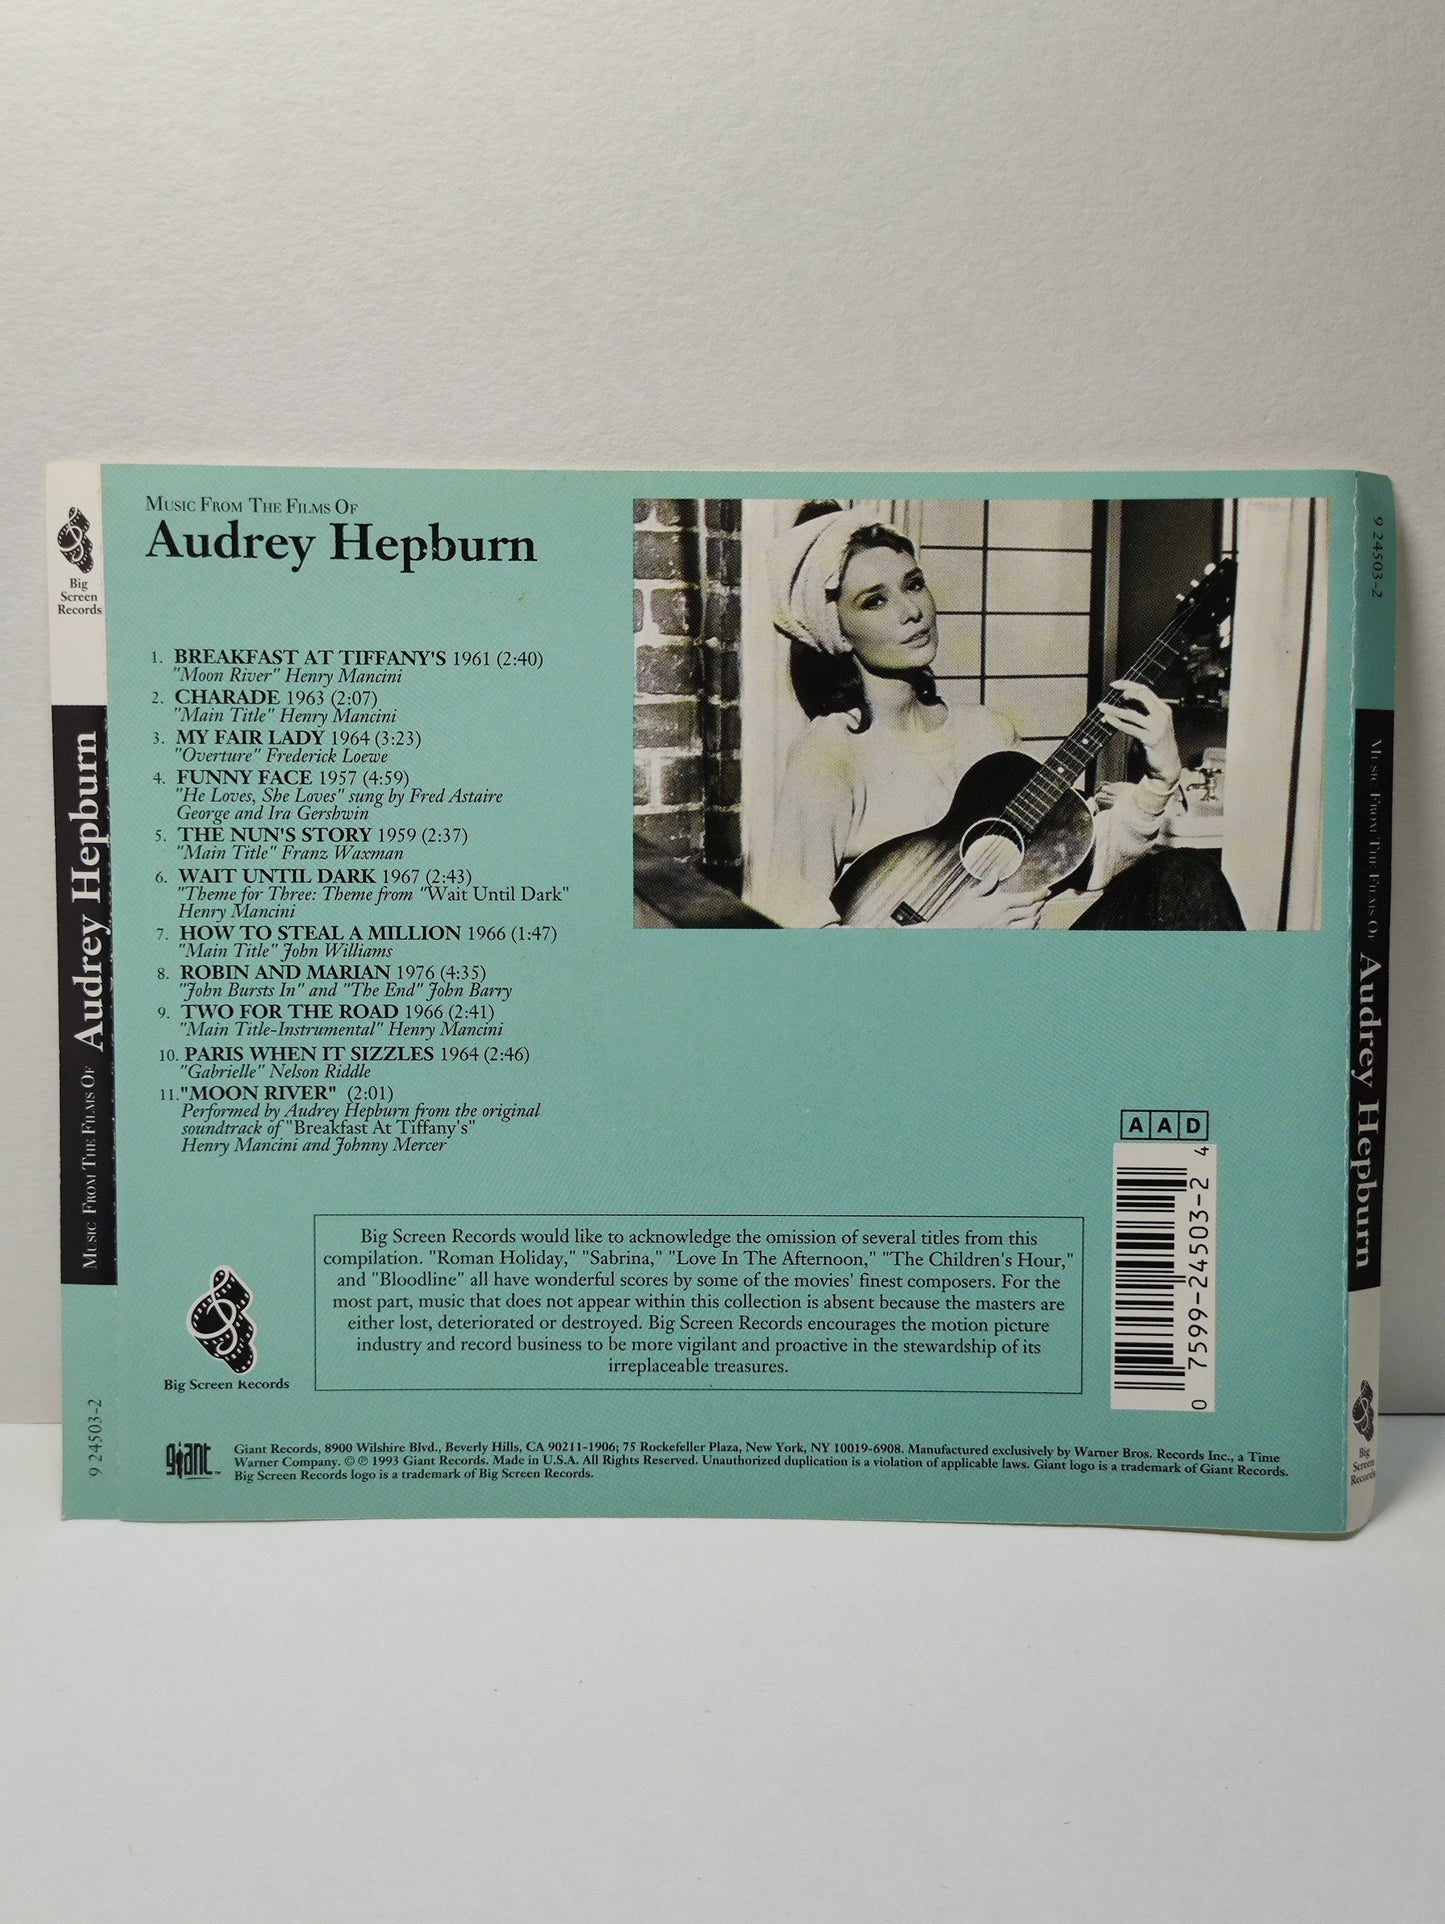 Music From The Films Of
Audrey Hepburn
1. BREAKFAST AT TIFFANY'S 1961 (2:40)
"Moon River" Henry Mancini
2. CHARADE 1963 (2:07)
"Main Title" Henry Mancini
3. MY FAIR LADY 1964 (3:23)
"Overture" Frederick Loewe
4. FUNNY FACE 1957 (4:59)
"He Loves, She Loves" sung by Fred Astaire
George and Ira Gershwin
5. THE NUN'S STORY 1959 (2:37)
"Main Title" Franz Waxman
6. WAIT UNTIL DARK 1967 (2:43)
"Theme for Three: Theme from "Wait Until Dark"
Henry Mancini
7. HOW TO STEAL A MILLION 1966 (1:47)
"Main Title" John Williams
8. ROBIN AND MARIAN 1976 (4:35)
"John Bursts In" and "The End" John Barry
9. TWO FOR THE ROAD 1966 (2:41)
"Main Title-Instrumental" Henry Mancini
10. PARIS WHEN IT SIZZLES 1964 (2:46)
"Gabrielle" Nelson Riddle
11. "MOON RIVER" (2:01)
Performed by Audrey Hepburn from the original
soundtrack of "Breakfast At Tiffany's"
Henry Mancini and Johnny Mercer
AAD
0 7599-24503-2 4
Big Screen Records would like to acknowledge the omission of several titles from this
compilation. "Roman Holiday," "Sabrina," "Love In The Afternoon," "The Children's Hour,"
and "Bloodline" all have wonderful scores by some of the movies' finest composers. For the
most part, music that does not appear within this collection is absent because the masters are
either lost, deteriorated or destroyed. Big Screen Records encourages the motion picture
industry and record business to be more vigilant and proactive in the stewardship of its
irreplaceable treasures.
Big Screen Records
giant™
Giant Records, 8900 Wilshire Blvd., Beverly Hills, CA 90211-1906; 75 Rockefeller Plaza, New York, NY 10019-6908. Manufactured exclusively by Warner Bros. Records Inc., a Time
Warner Company. © ℗ 1993 Giant Records. Made in U.S.A. All Rights Reserved. Unauthorized duplication is a violation of applicable laws. Giant logo is a trademark of Giant Records.
Big Screen Records logo is a trademark of Big Screen Records.
Big
Screen
Records
Music From The Films Of Audrey Hepburn
9 24503-2
9 24503-2
Music From The Films Of Audrey Hepburn
Big
Screen
Records